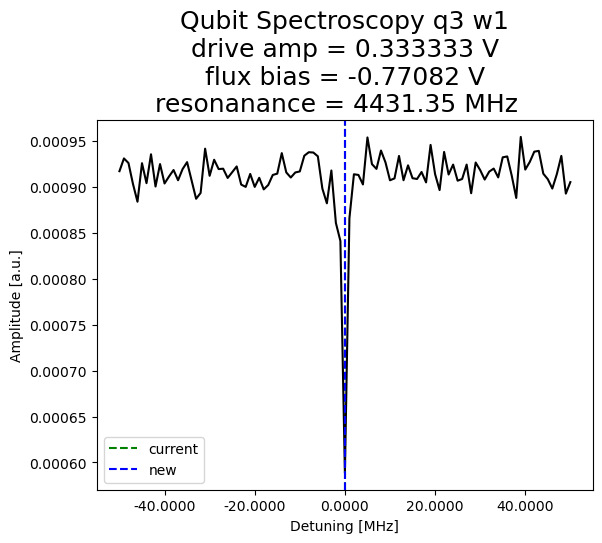 Qubit Spectroscopy q3 w1
drive amp = 0.333333 V
flux bias = -0.77082 V
resonanance = 4431.35 MHz
0.00095
0.00090
0.00085
0.00080
0.00075
0.00070
0.00065
0.00060
Amplitude [a.u.]
current
new
-40.0000 -20.0000 0.0000 20.0000 40.0000
Detuning [MHz]